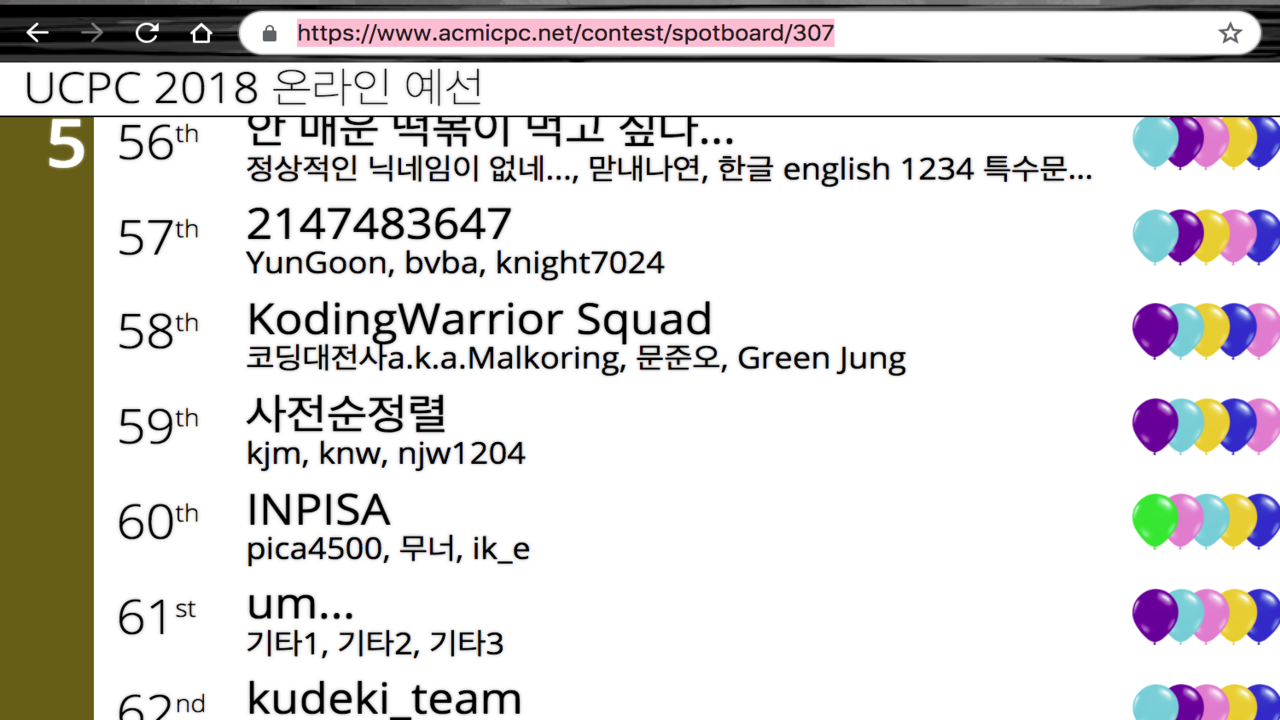 https://www.acmicpc.net/contest/spotboard/307
UCPC 2018 온라인 예선
5
56th
안 매운 떡볶이 먹고 싶다...
정상적인 닉네임이 없네..., 맏내나연, 한글 english 1234 특수문...
57th
2147483647
YunGoon, bvba, knight7024
58th
KodingWarrior Squad
코딩대전사a.k.a.Malkoring, 문준오, Green Jung
59th
사전순정렬
kjm, knw, njw1204
60th
INPISA
pica4500, 무너, ik_e
61st
um...
기타1, 기타2, 기타3
62nd
kudeki_team